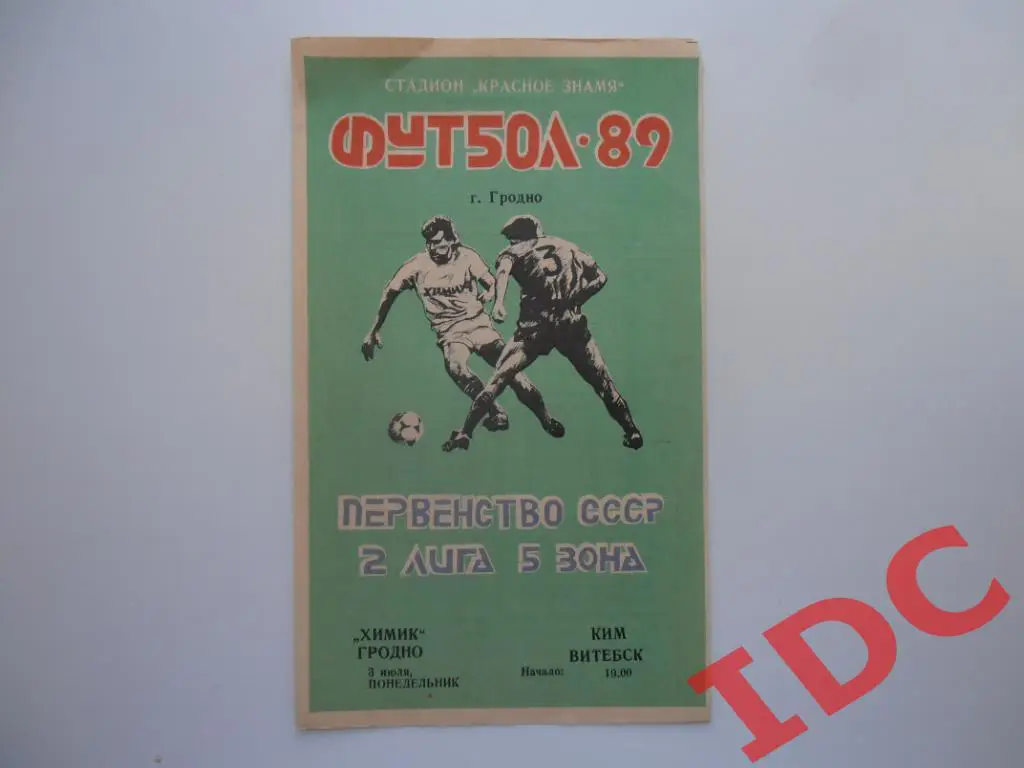 СТАДИОН „КРАСНОЕ ЗНАМЯ“
ФУТБОЛ·89
г. Гродно
ХИМИК
3
ПЕРВЕНСТВО СССР
2 ЛИГА 5 ЗОНА
„ХИМИК“
ГРОДНО
3 июля,
ПОНЕДЕЛЬНИК
КИМ
ВИТЕБСК
Начало: 19.00
IDC